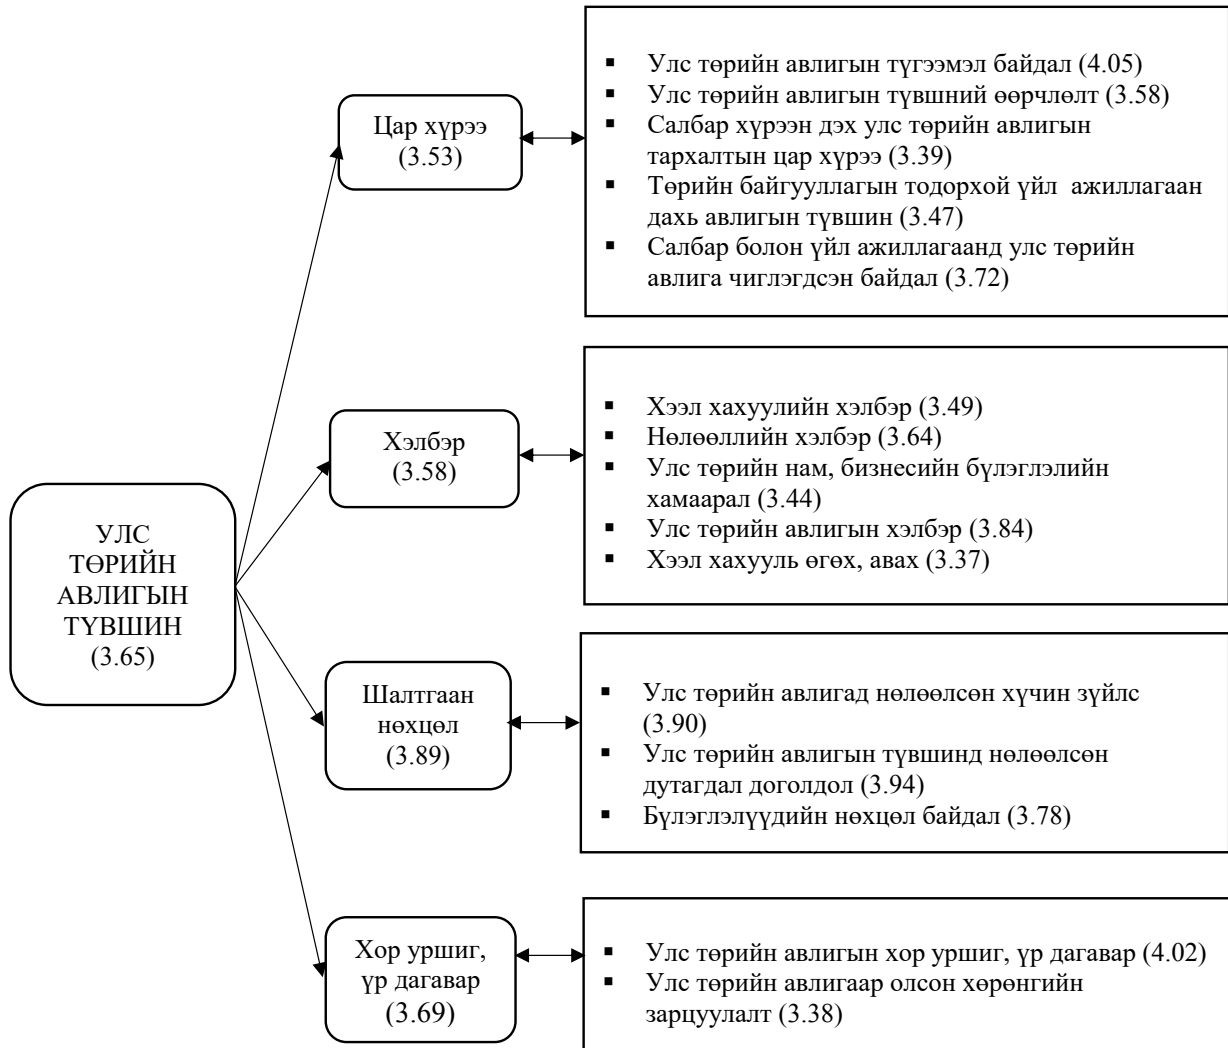 УЛС
ТӨРИЙН
АВЛИГЫН
ТҮВШИН
(3.65)
Цар хүрээ
(3.53)
▪ Улс төрийн авлигын түгээмэл байдал (4.05)
▪ Улс төрийн авлигын түвшний өөрчлөлт (3.58)
▪ Салбар хүрээн дэх улс төрийн авлигын
тархалтын цар хүрээ (3.39)
▪ Төрийн байгууллагын тодорхой үйл ажиллагаан
дахь авлигын түвшин (3.47)
▪ Салбар болон үйл ажиллагаанд улс төрийн
авлига чиглэгдсэн байдал (3.72)
Хэлбэр
(3.58)
▪ Хээл хахуулийн хэлбэр (3.49)
▪ Нөлөөллийн хэлбэр (3.64)
▪ Улс төрийн нам, бизнесийн бүлэглэлийн
хамаарал (3.44)
▪ Улс төрийн авлигын хэлбэр (3.84)
▪ Хээл хахууль өгөх, авах (3.37)
Шалтгаан
нөхцөл
(3.89)
▪ Улс төрийн авлигад нөлөөлсөн хүчин зүйлс
(3.90)
▪ Улс төрийн авлигын түвшинд нөлөөлсөн
дутагдал доголдол (3.94)
▪ Бүлэглэлүүдийн нөхцөл байдал (3.78)
Хор уршиг,
үр дагавар
(3.69)
▪ Улс төрийн авлигын хор уршиг, үр дагавар (4.02)
▪ Улс төрийн авлигаар олсон хөрөнгийн
зарцуулалт (3.38)